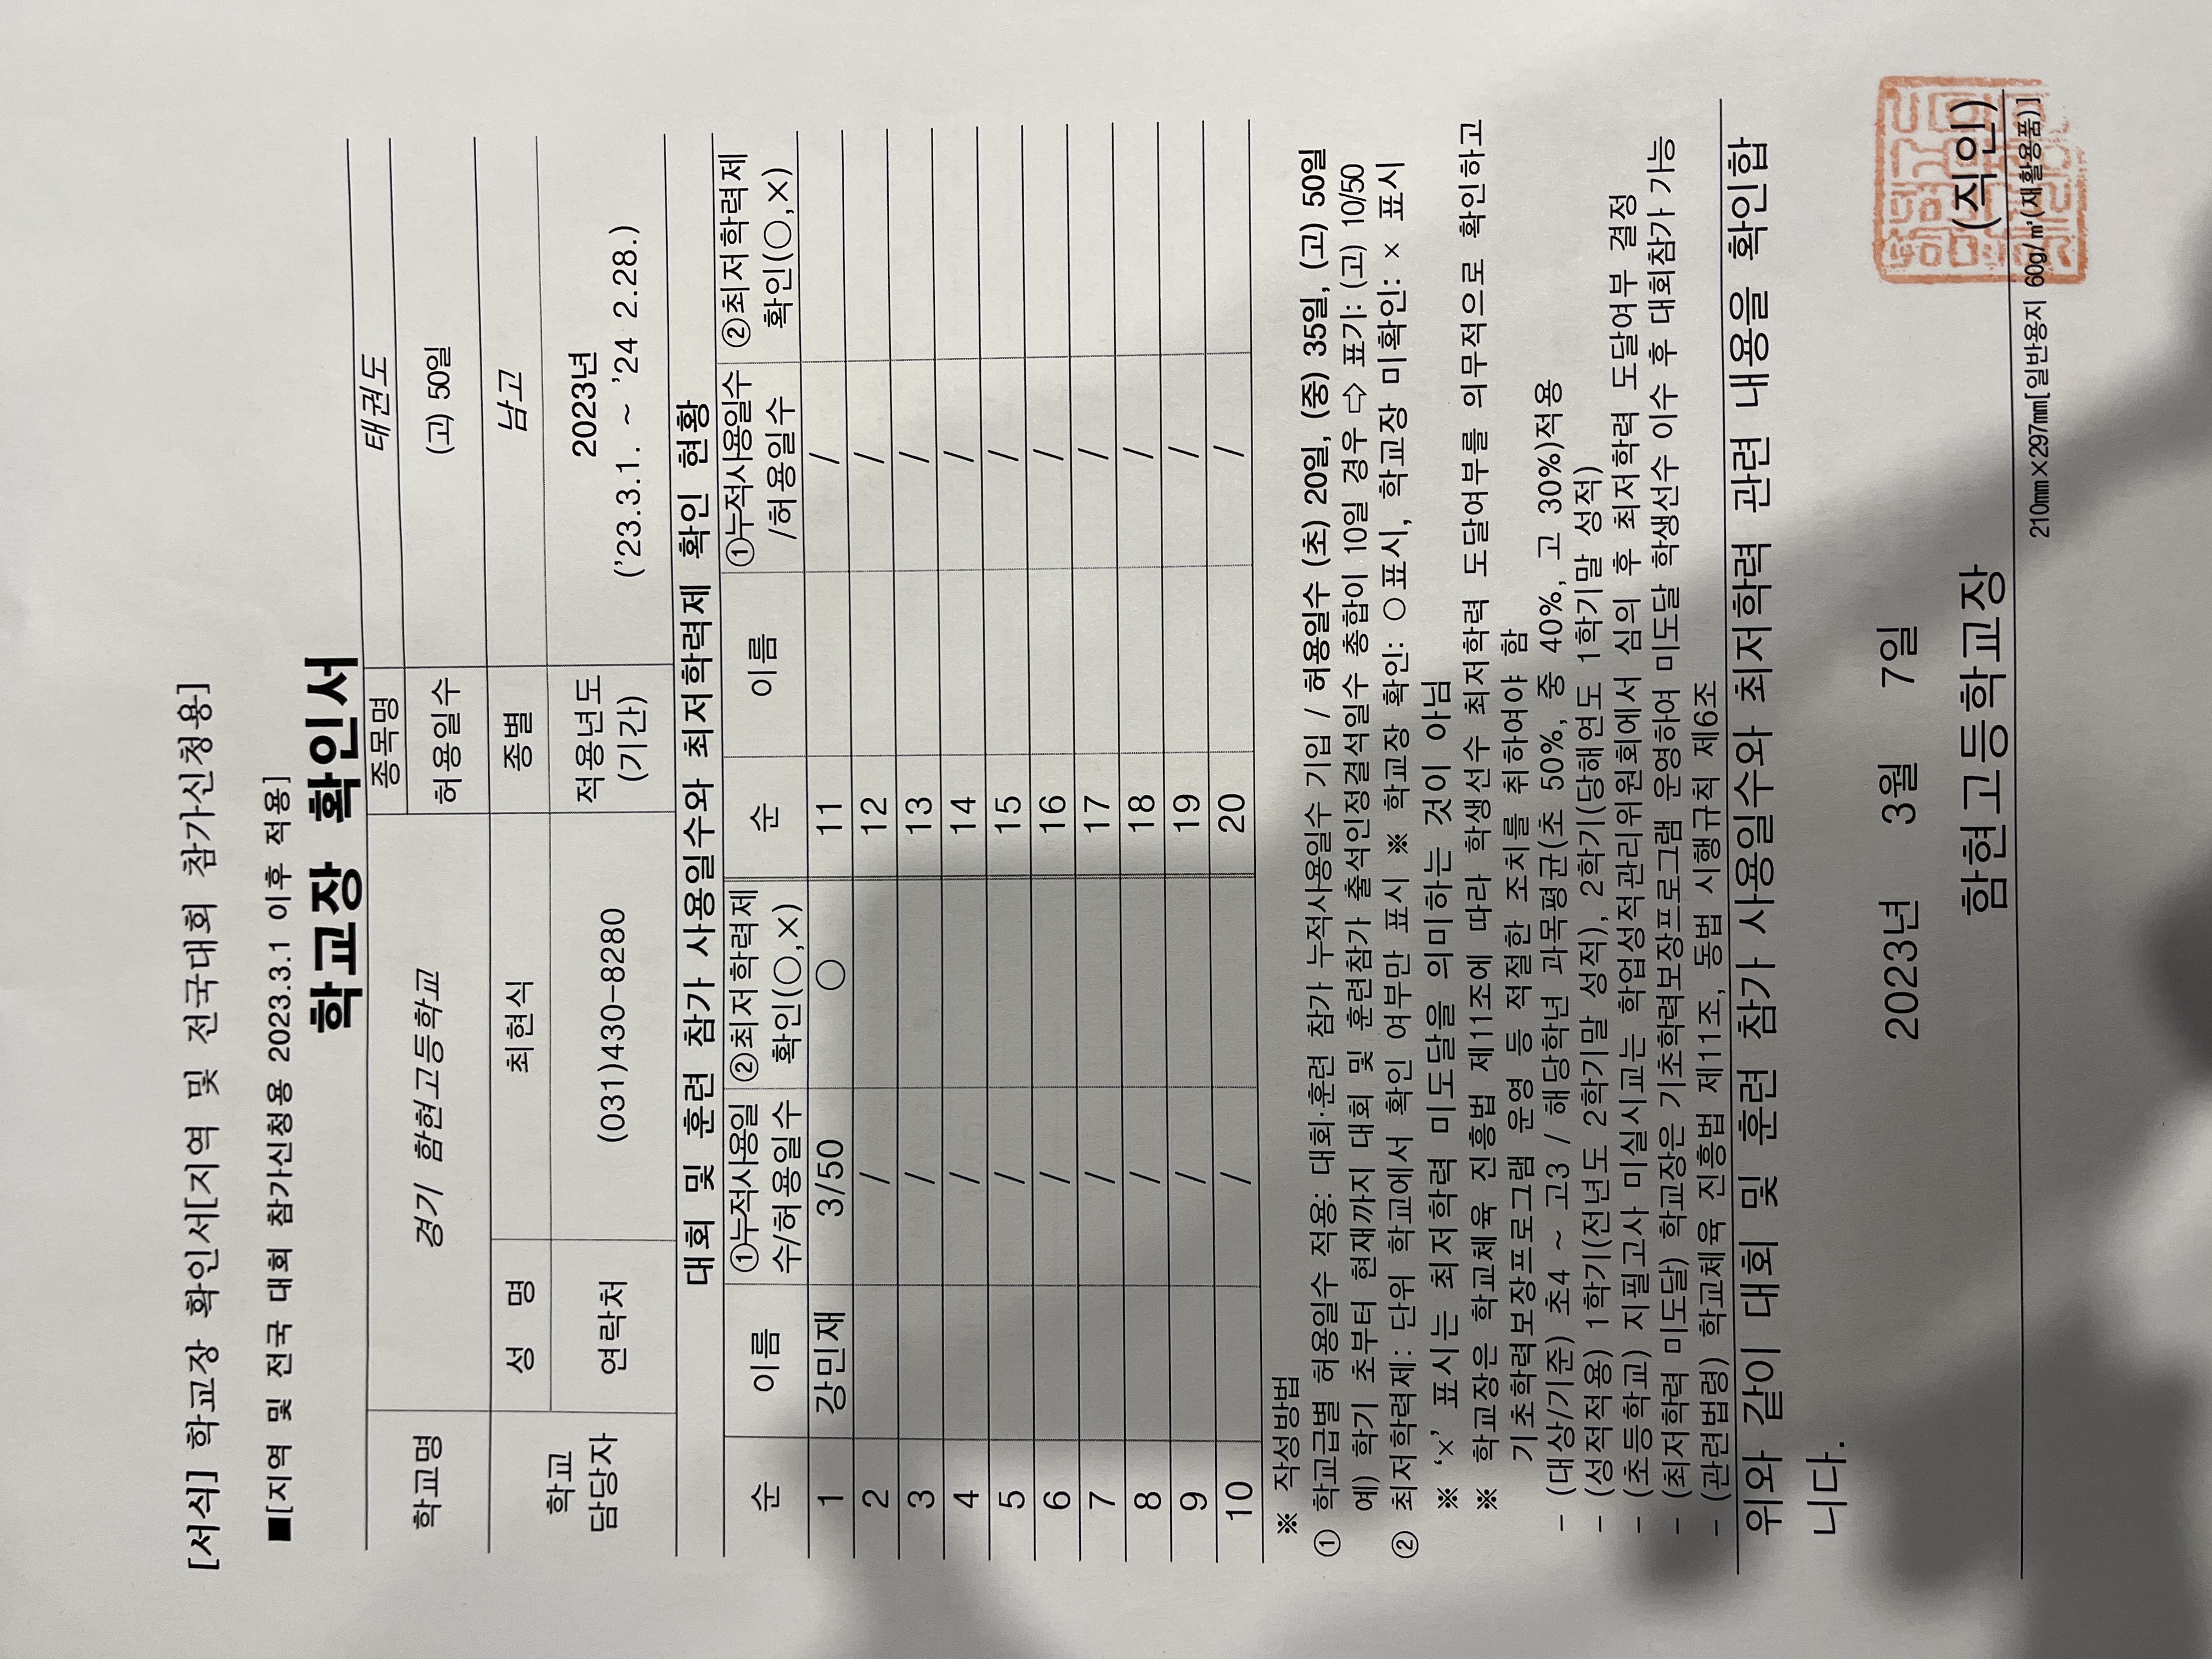 [서식] 학교장 확인서[지역 및 전국대회 참가신청용]
■[지역 및 전국 대회 참가신청용 2023.3.1 이후 적용]
학교장 확인서
학교명 경기 함현고등학교 종목명 태권도
허용일수 (고) 50일
학교 담당자 성 명 최현식 종별 남고
연락처 (031)430-8280 적용년도 (기간) 2023년 ('23.3.1. ~ '24 2.28.)
대회 및 훈련 참가 사용일수와 최저학력제 확인 현황
순 이름 ①누적사용일수/허용일수 ②최저학력제 확인(○,×) 순 이름 ①누적사용일수/허용일수 ②최저학력제 확인(○,×)
1 강민재 3/50 ○ 11 /
2 / 12 /
3 / 13 /
4 / 14 /
5 / 15 /
6 / 16 /
7 / 17 /
8 / 18 /
9 / 19 /
10 / 20 /
※ 작성방법
① 학교급별 허용일수 적용: 대회·훈련 참가 누적사용일수 기입 / 허용일수 (초) 20일, (중) 35일, (고) 50일
예) 학기 초부터 현재까지 대회 및 훈련참가 출석인정결석일수 총합이 10일 경우 ⇨ 표기: (고) 10/50
② 최저학력제: 단위 학교에서 확인 여부만 표시 ※ 학교장 확인: ○표시, 학교장 미확인: × 표시
※ '×' 표시는 최저학력 미도달을 의미하는 것이 아님
※ 학교장은 학교체육 진흥법 제11조에 따라 학생선수 최저학력 도달여부를 의무적으로 확인하고
기초학력보장프로그램 운영 등 적절한 조치를 취하여야 함
- (대상/기준) 초4 ~ 고3 / 해당학년 과목평균(초 50%, 중 40%, 고 30%)적용
- (성적적용) 1학기(전년도 2학기말 성적), 2학기(당해연도 1학기말 성적)
- (초등학교) 지필고사 미실시교는 학업성적관리위원회에서 심의 후 최저학력 도달여부 결정
- (최저학력 미도달) 학교장은 기초학력보장프로그램 운영하여 미도달 학생선수 이수 후 대회참가 가능
- (관련법령) 학교체육 진흥법 제11조, 동법 시행규칙 제6조
위와 같이 대회 및 훈련 참가 사용일수와 최저학력 관련 내용을 확인합
니다.
2023년 3월 7일
함현고등학교장 (직인)
210㎜×297㎜[일반용지 60g/㎡(재활용품)]